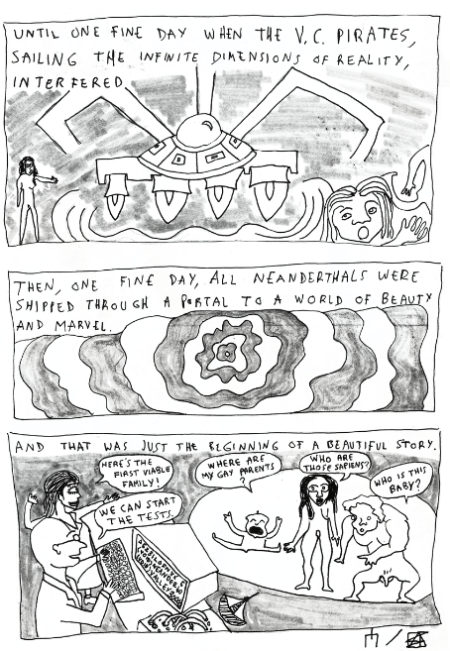 UNTIL ONE FINE DAY WHEN THE V.C. PIRATES,
SAILING THE INFINITE DIMENSIONS OF REALITY,
INTERFERED
THEN, ONE FINE DAY, ALL NEANDERTHALS WERE
SHIPPED THROUGH A PORTAL TO A WORLD OF BEAUTY
AND MARVEL.
AND THAT WAS JUST THE BEGINNING OF A BEAUTIFUL STORY.
HERE'S THE
FIRST VIABLE
FAMILY!
WE CAN START
THE TESTS.
WHERE ARE
MY GAY PARENTS
?
WHO ARE
THOSE SAPIENS?
WHO IS THIS
BABY?